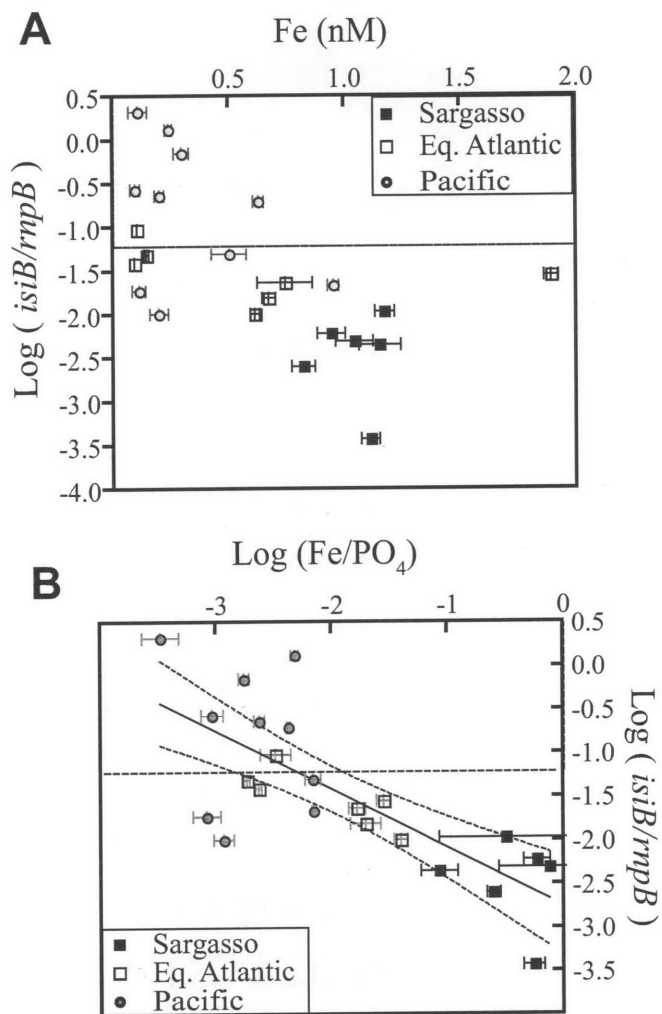 A
Fe (nM)
0.5 1.0 1.5 2.0
0.5
0.0
-0.5
-1.0
-1.5
-2.0
-2.5
-3.0
-3.5
-4.0
Log ( isiB/rnpB )
Sargasso
Eq. Atlantic
Pacific
B
Log (Fe/PO4)
-3 -2 -1 0
0.5
0.0
-0.5
-1.0
-1.5
-2.0
-2.5
-3.0
-3.5
Log ( isiB/rnpB )
Sargasso
Eq. Atlantic
Pacific